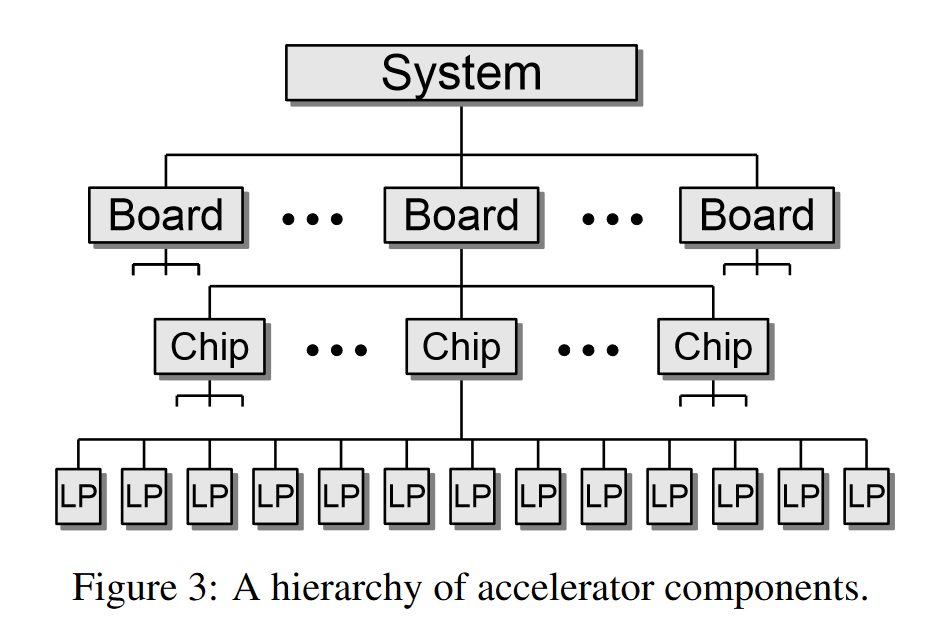 System
Board ••• Board ••• Board
Chip ••• Chip ••• Chip
LP LP LP LP LP LP LP LP LP LP LP LP LP
Figure 3: A hierarchy of accelerator components.